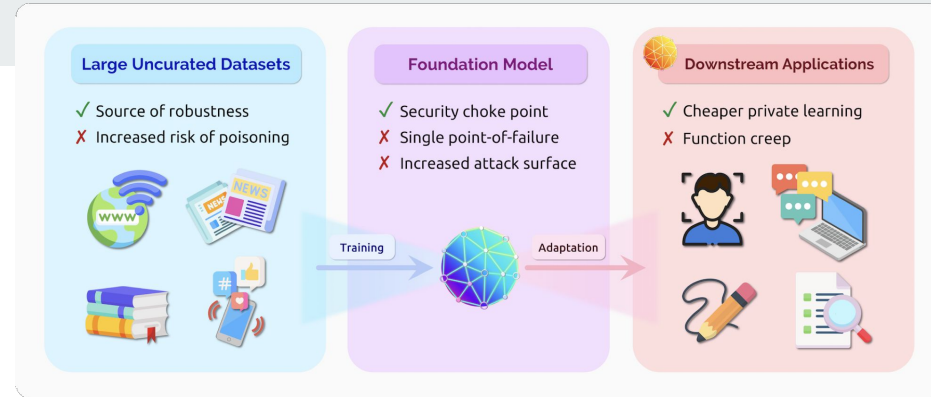 Large Uncurated Datasets
✓ Source of robustness
✗ Increased risk of poisoning
www
NEWS
NEWS
#
Training
Foundation Model
✓ Security choke point
✗ Single point-of-failure
✗ Increased attack surface
Adaptation
Downstream Applications
✓ Cheaper private learning
✗ Function creep